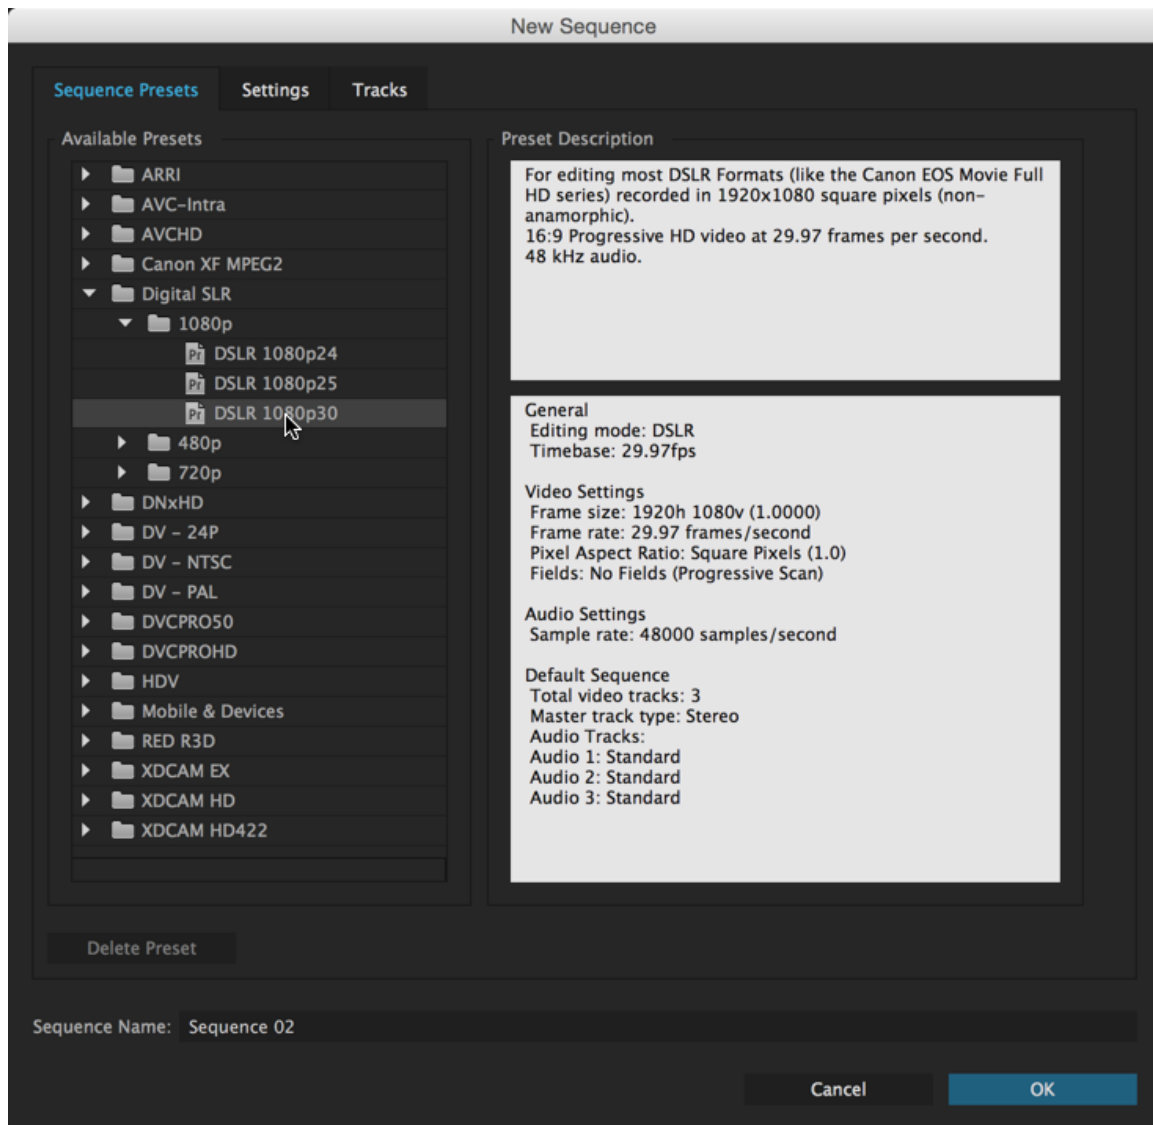 New Sequence
Sequence Presets
Settings
Tracks
Available Presets
ARRI
AVC-Intra
AVCHD
Canon XF MPEG2
Digital SLR
1080p
Pr DSLR 1080p24
Pr DSLR 1080p25
Pr DSLR 1080p30
480p
720p
DNxHD
DV - 24P
DV - NTSC
DV - PAL
DVCPRO50
DVCPROHD
HDV
Mobile & Devices
RED R3D
XDCAM EX
XDCAM HD
XDCAM HD422
Delete Preset
Preset Description
For editing most DSLR Formats (like the Canon EOS Movie Full
HD series) recorded in 1920x1080 square pixels (non-
anamorphic).
16:9 Progressive HD video at 29.97 frames per second.
48 kHz audio.
General
Editing mode: DSLR
Timebase: 29.97fps
Video Settings
Frame size: 1920h 1080v (1.0000)
Frame rate: 29.97 frames/second
Pixel Aspect Ratio: Square Pixels (1.0)
Fields: No Fields (Progressive Scan)
Audio Settings
Sample rate: 48000 samples/second
Default Sequence
Total video tracks: 3
Master track type: Stereo
Audio Tracks:
Audio 1: Standard
Audio 2: Standard
Audio 3: Standard
Sequence Name: Sequence 02
Cancel
OK